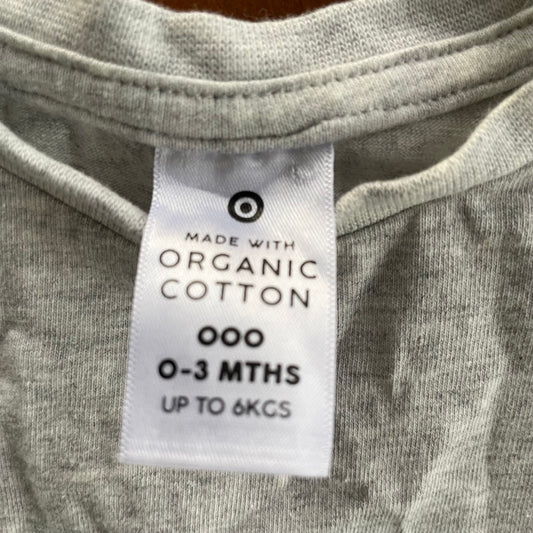 MADE WITH
ORGANIC
COTTON
000
0-3 MTHS
UP TO 6KGS